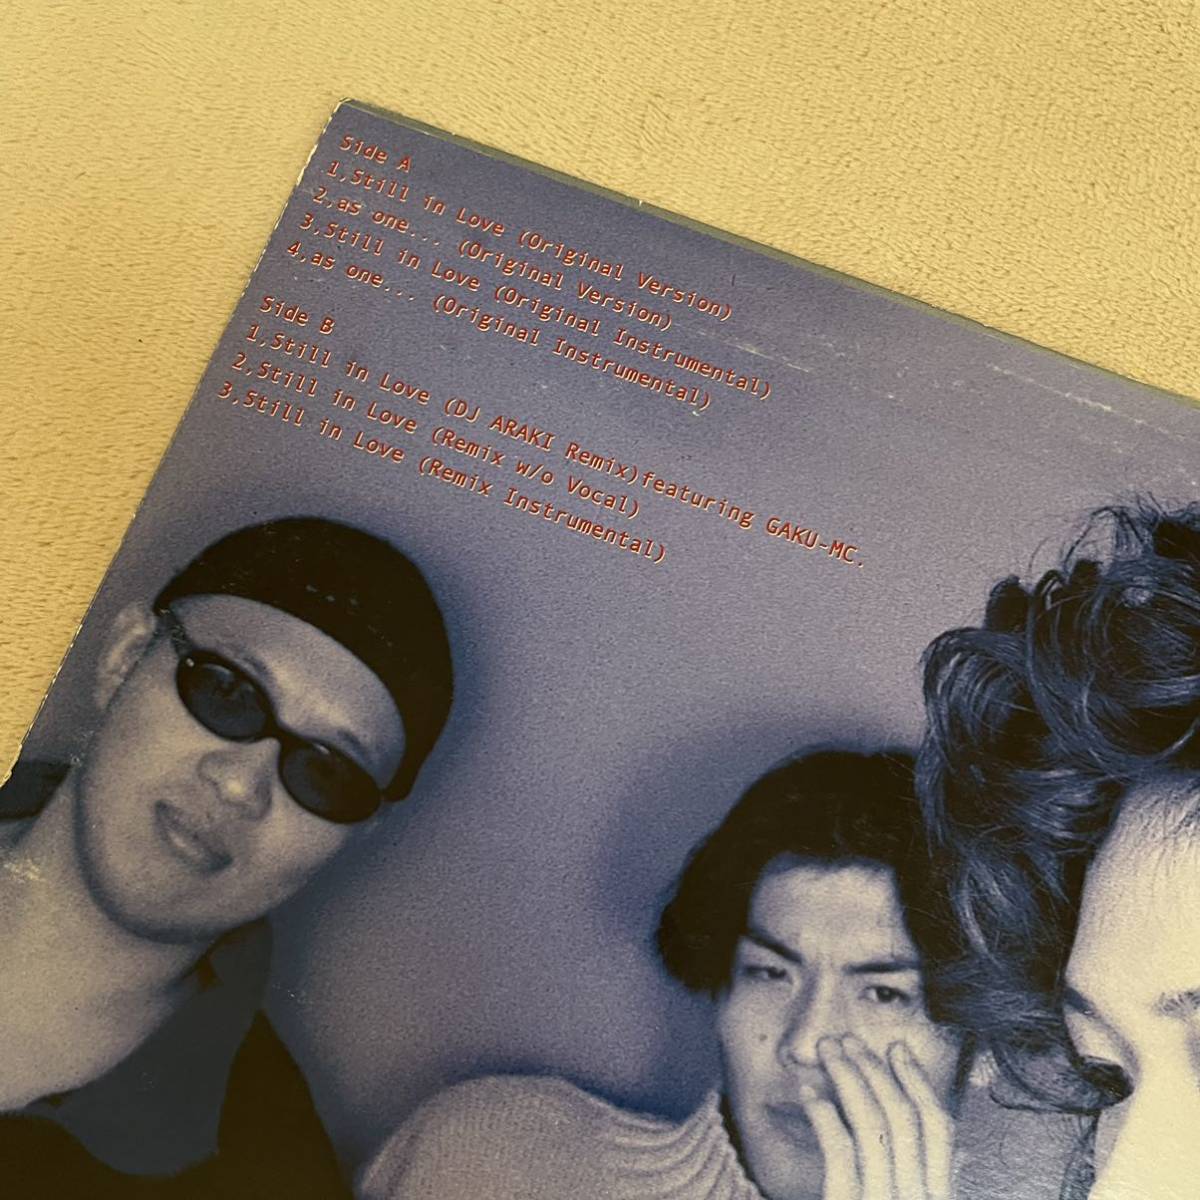 Side A
1,Still in Love (Original Version)
2,as one... (Original Version)
3,Still in Love (Original Instrumental)
4,as one... (Original Instrumental)
Side B
1,Still in Love (DJ ARAKI Remix)featuring GAKU-MC.
2,Still in Love (Remix w/o Vocal)
3,Still in Love (Remix Instrumental)